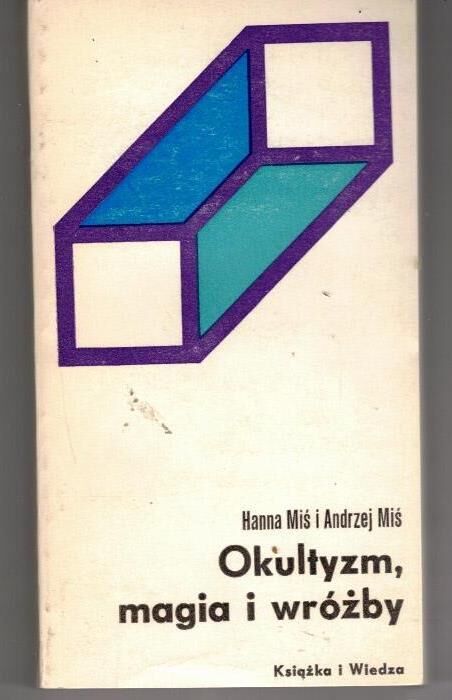 Hanna Miś i Andrzej Miś
Okultyzm,
magia i wróżby
Książka i Wiedza